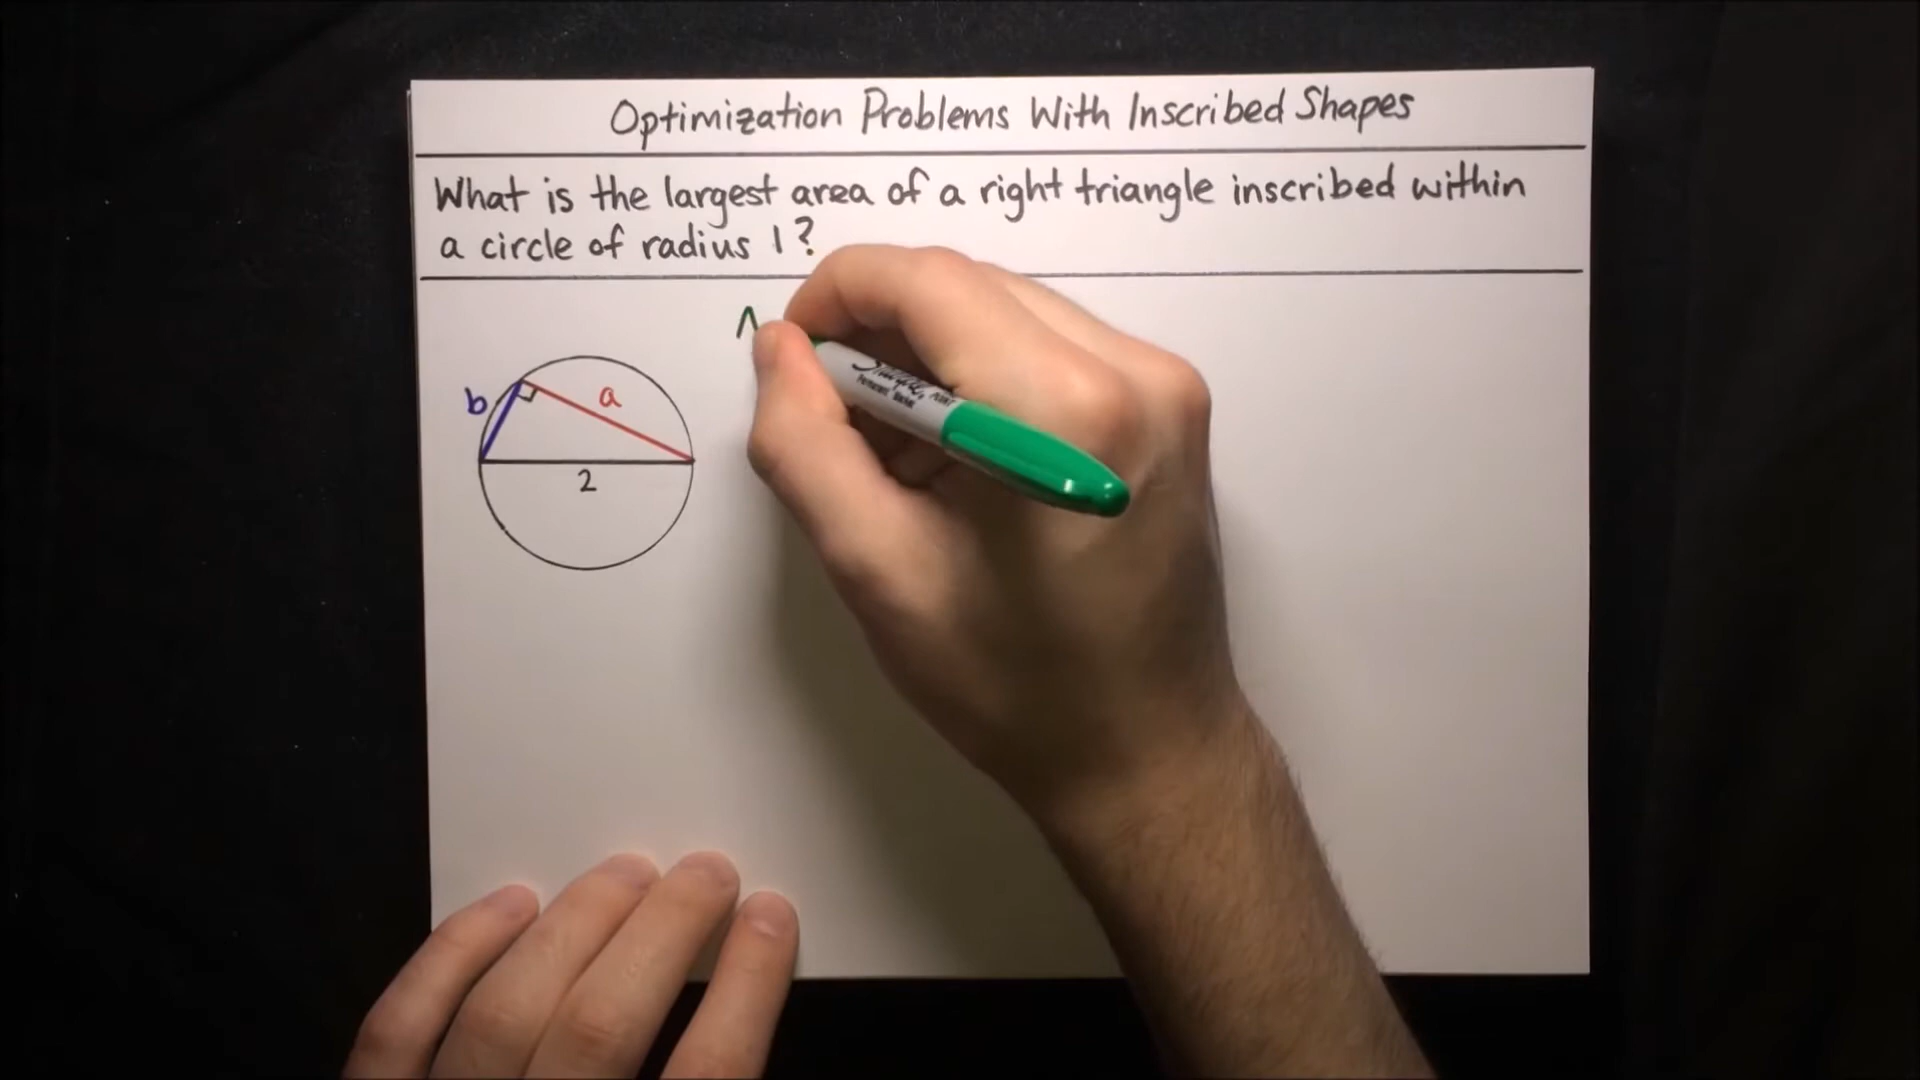 Optimization Problems With Inscribed Shapes
What is the largest area of a right triangle inscribed within
a circle of radius 1?
b
a
2